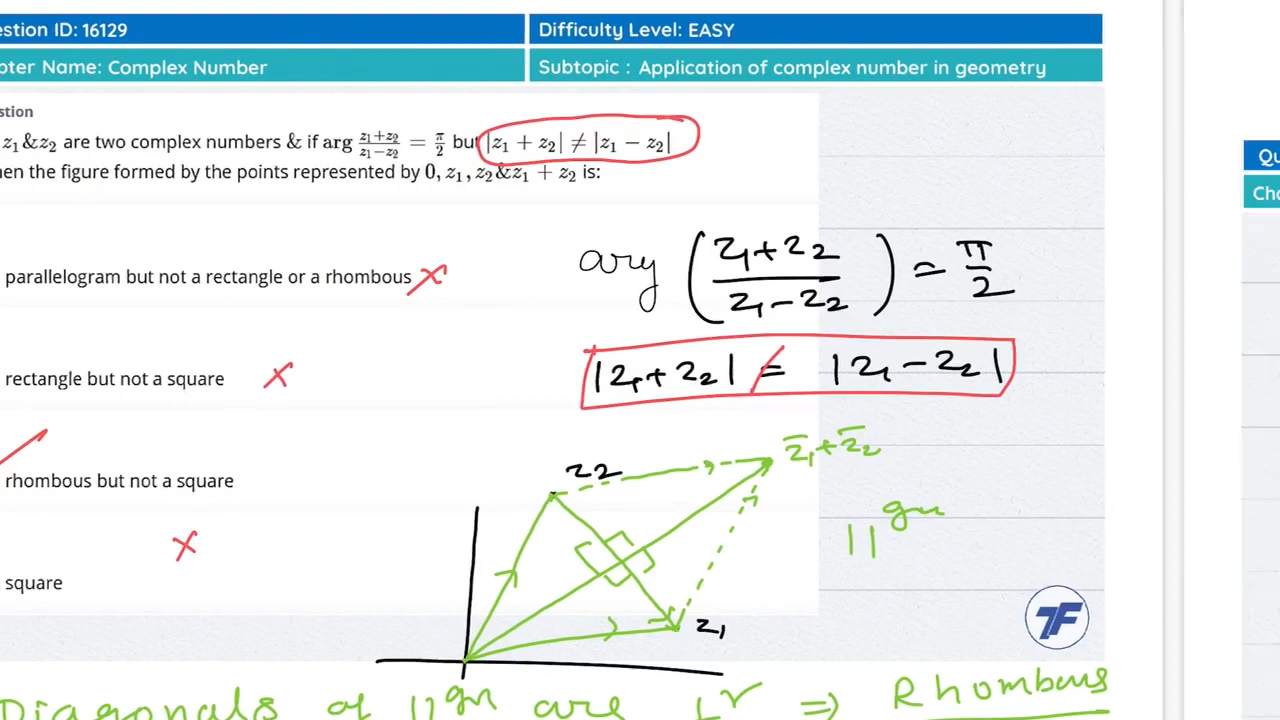 estion ID: 16129
Difficulty Level: EASY
pter Name: Complex Number
Subtopic : Application of complex number in geometry
stion
z₁&z₂ are two complex numbers & if arg (z₁+z₂)/(z₁−z₂) = π/2 but |z₁ + z₂| ≠ |z₁ − z₂|
nen the figure formed by the points represented by 0, z₁, z₂&z₁ + z₂ is:
parallelogram but not a rectangle or a rhombous
rectangle but not a square
rhombous but not a square
square
arg ( (z₁+z₂)/(z₁−z₂) ) = π/2
|z₁+z₂| ≠ |z₁−z₂|
z2
z̄₁+z̄₂
||gm
z₁
Diagonals of ||gm are ⊥r ⇒ Rhombus
Qu
Cha